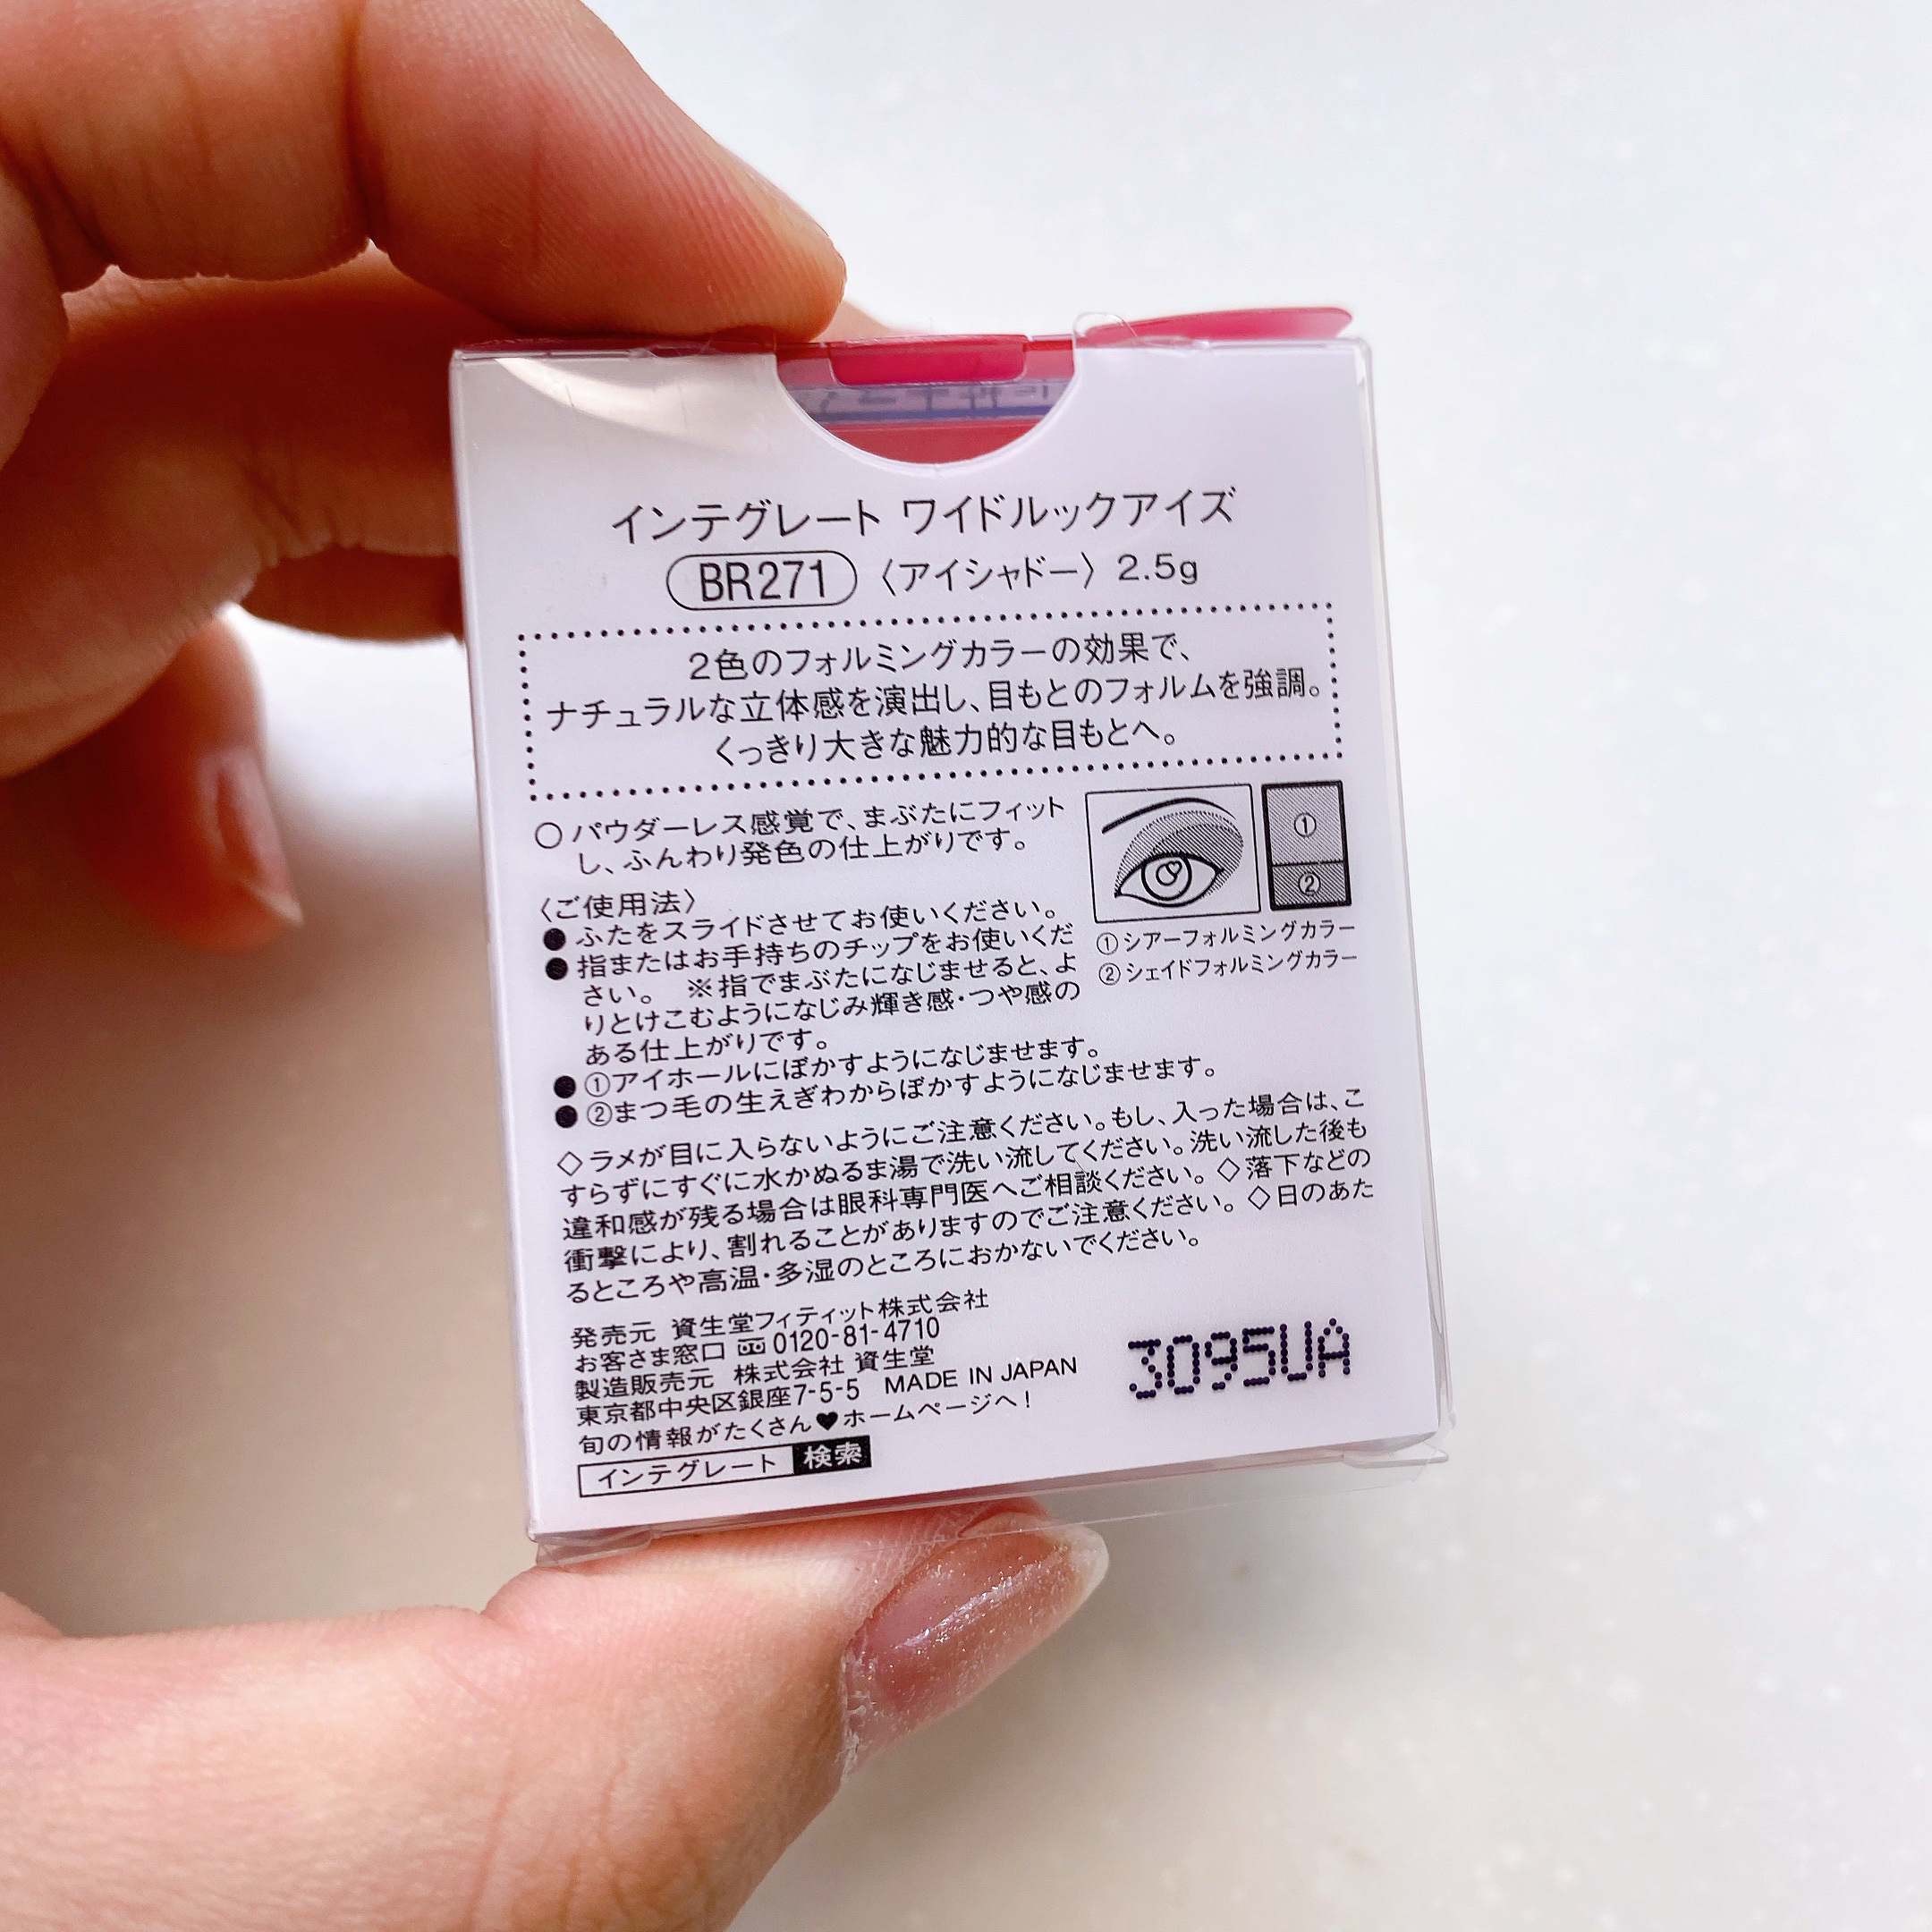 インテグレート ワイドルックアイズ
BR271 〈アイシャドー〉 2.5g
2色のフォルミングカラーの効果で、
ナチュラルな立体感を演出し、目もとのフォルムを強調。
くっきり大きな魅力的な目もとへ。
○ パウダーレス感覚で、まぶたにフィット
し、ふんわり発色の仕上がりです。
① 
②
①シアーフォルミングカラー
②シェイドフォルミングカラー
〈ご使用法〉
● ふたをスライドさせてお使いください。
● 指またはお手持ちのチップをお使いくだ
さい。 ※指でまぶたになじませると、よ
りとけこむようになじみ輝き感・つや感の
ある仕上がりです。
● ①アイホールにぼかすようになじませます。
● ②まつ毛の生えぎわからぼかすようになじませます。
◇ラメが目に入らないようにご注意ください。もし、入った場合は、こ
すらずにすぐに水かぬるま湯で洗い流してください。洗い流した後も
違和感が残る場合は眼科専門医へご相談ください。◇落下などの
衝撃により、割れることがありますのでご注意ください。◇日のあた
るところや高温・多湿のところにおかないでください。
発売元 資生堂フィティット株式会社
お客さま窓口 0120-81-4710
製造販売元 株式会社 資生堂
東京都中央区銀座7-5-5 MADE IN JAPAN
旬の情報がたくさん♥ホームページへ!
インテグレート 検索
3095UA